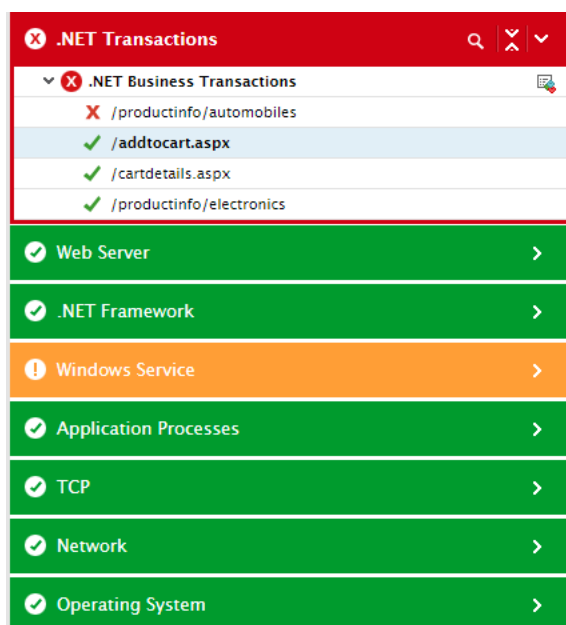 .NET Transactions
.NET Business Transactions
/productinfo/automobiles
/addtocart.aspx
/cartdetails.aspx
/productinfo/electronics
Web Server
.NET Framework
Windows Service
Application Processes
TCP
Network
Operating System